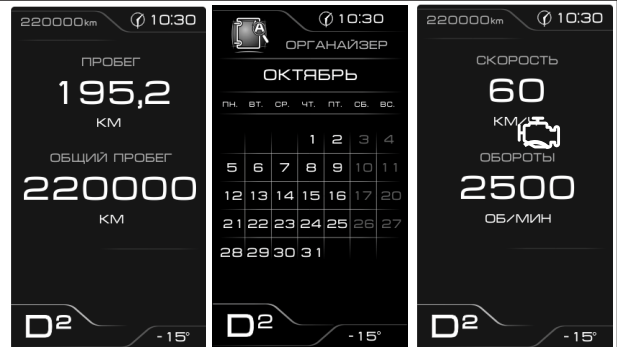 220000km 10:30
ПРОБЕГ
195,2
КМ
ОБЩИЙ ПРОБЕГ
220000
КМ
D2
-15°
10:30
A
ОРГАНАЙЗЕР
ОКТЯБРЬ
ПН. ВТ. СР. ЧТ. ПТ. СБ. ВС.
1 2 3 4
5 6 7 8 9 10 11
12 13 14 15 16 17 20
21 22 23 24 25 26 27
28 29 30 31
D2
-15°
220000km 10:30
СКОРОСТЬ
60
КМ/
ОБОРОТЫ
2500
ОБ/МИН
D2
-15°